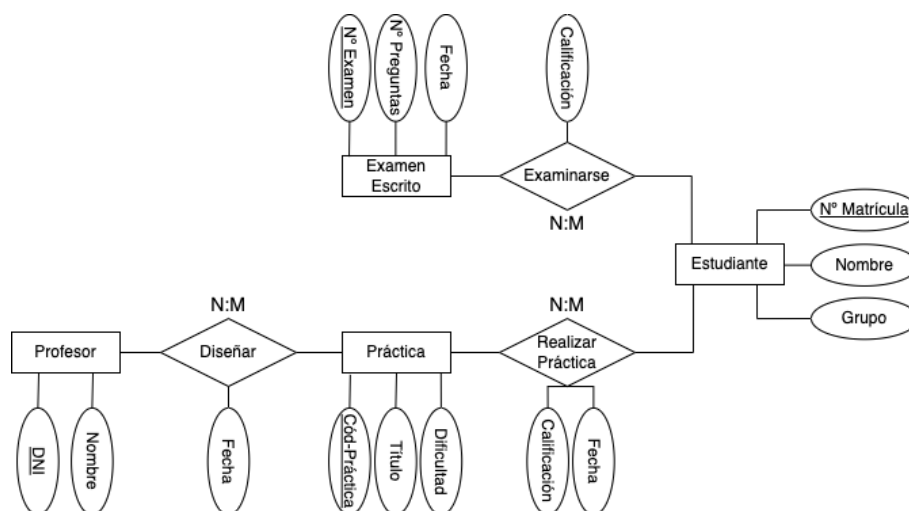 Nº Examen
Nº Preguntas
Fecha
Calificación
Examen
Escrito
Examinarse
N:M
Nº Matricula
Estudiante
Nombre
Grupo
N:M
N:M
Profesor
Diseñar
Práctica
Realizar
Práctica
DNI
Nombre
Fecha
Cód-Práctica
Título
Dificultad
Calificación
Fecha